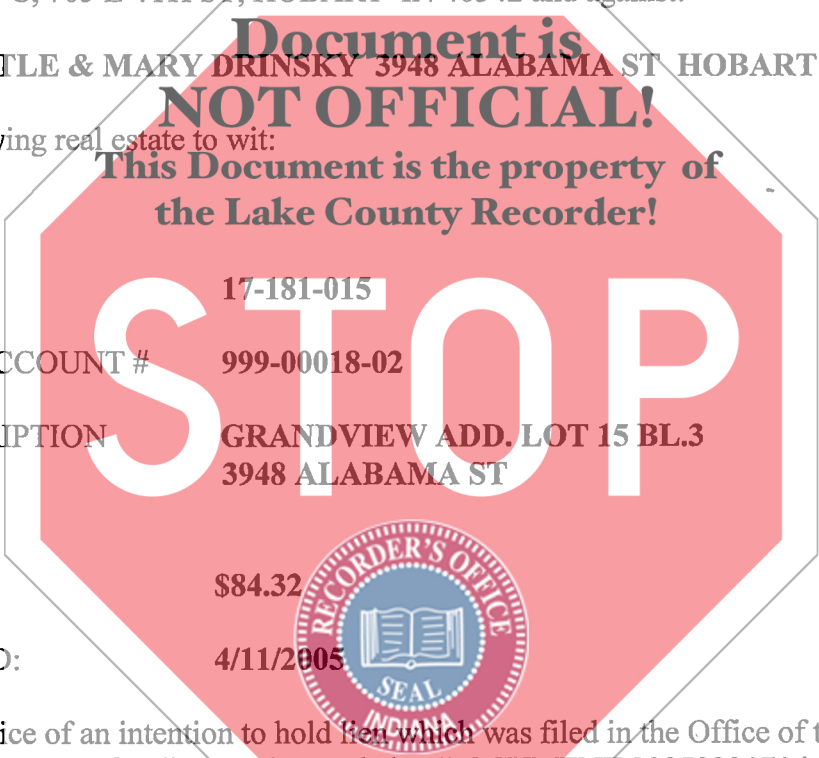 Document is
TLE & MARY DRINSKY 3948 ALABAMA ST HOBART
NOT OFFICIAL!
ing real estate to wit:
This Document is the property of
the Lake County Recorder!
STOP
17-181-015
CCOUNT # 999-00018-02
IPTION GRANDVIEW ADD. LOT 15 BL.3
3948 ALABAMA ST
$84.32
D: 4/11/2005
RECORDER'S OFFICE
SEAL
INDIANA
ice of an intention to hold lien which was filed in the Office of t